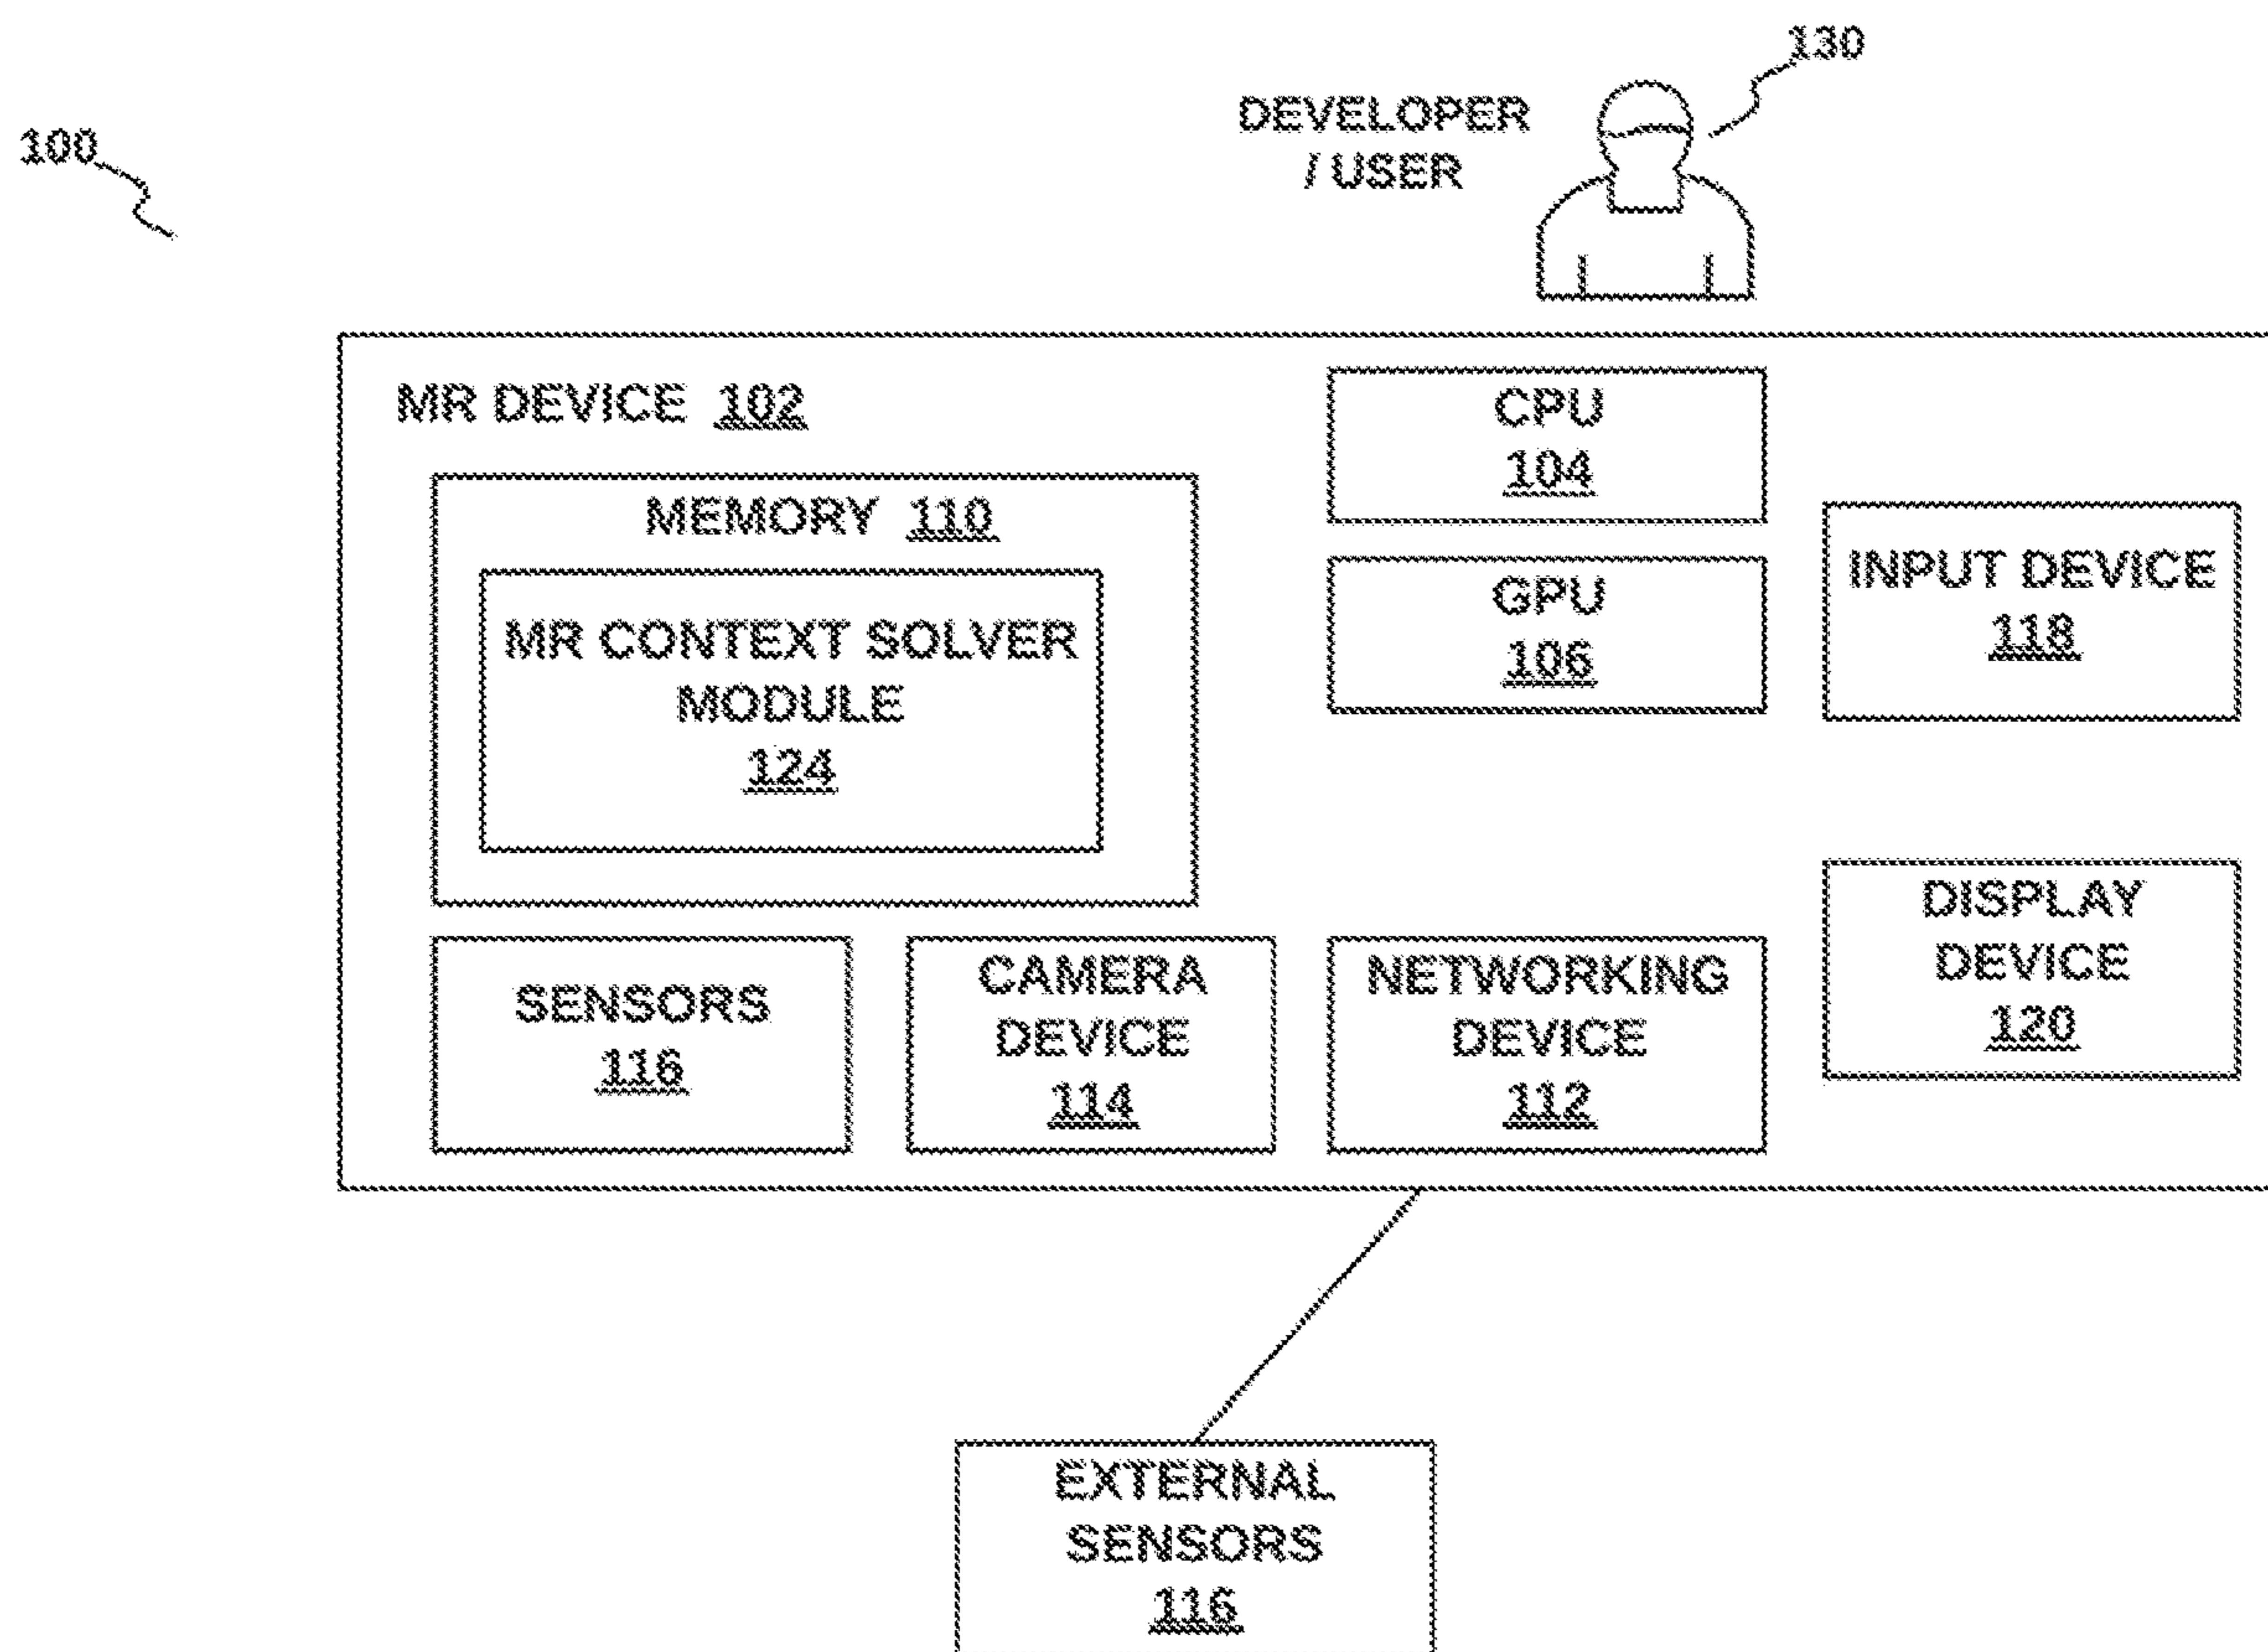 130
DEVELOPER
/ USER
100
MR DEVICE 102
CPU
104
MEMORY 110
INPUT DEVICE
118
GPU
106
MR CONTEXT SOLVER
MODULE
124
DISPLAY
DEVICE
120
SENSORS
116
CAMERA
DEVICE
114
NETWORKING
DEVICE
112
EXTERNAL
SENSORS
116